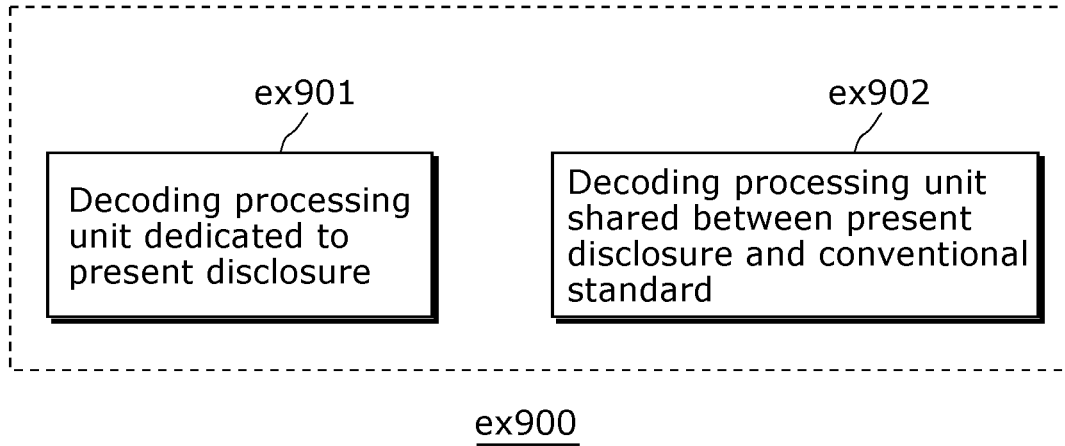 ex901
ex902
Decoding processing
unit dedicated to
present disclosure
Decoding processing unit
shared between present
disclosure and conventional
standard
ex900